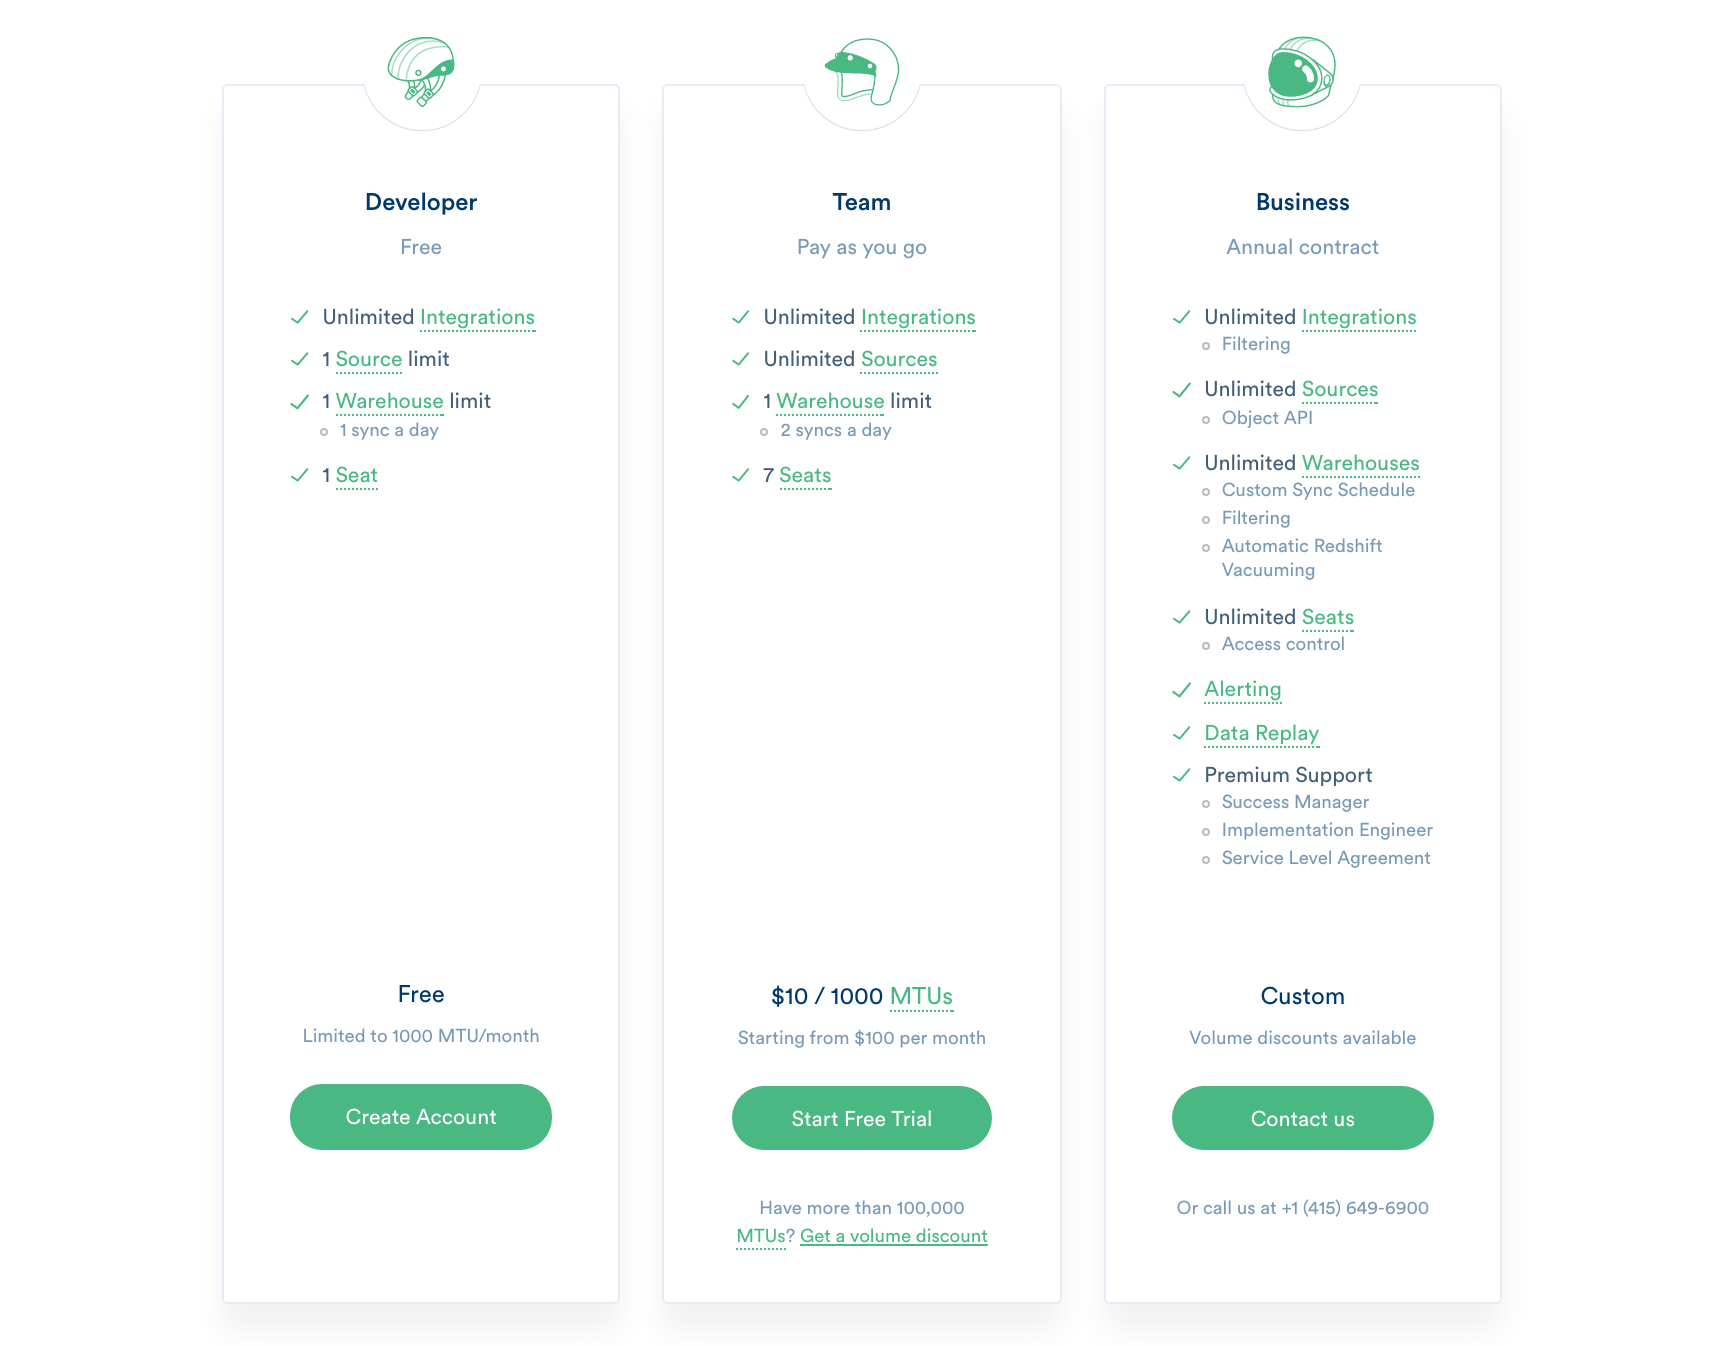 Developer
Free
Unlimited Integrations
1 Source limit
1 Warehouse limit
1 sync a day
1 Seat
Free
Limited to 1000 MTU/month
Create Account
Team
Pay as you go
Unlimited Integrations
Unlimited Sources
1 Warehouse limit
2 syncs a day
7 Seats
$10 / 1000 MTUs
Starting from $100 per month
Start Free Trial
Have more than 100,000
MTUs? Get a volume discount
Business
Annual contract
Unlimited Integrations
Filtering
Unlimited Sources
Object API
Unlimited Warehouses
Custom Sync Schedule
Filtering
Automatic Redshift
Vacuuming
Unlimited Seats
Access control
Alerting
Data Replay
Premium Support
Success Manager
Implementation Engineer
Service Level Agreement
Custom
Volume discounts available
Contact us
Or call us at +1 (415) 649-6900